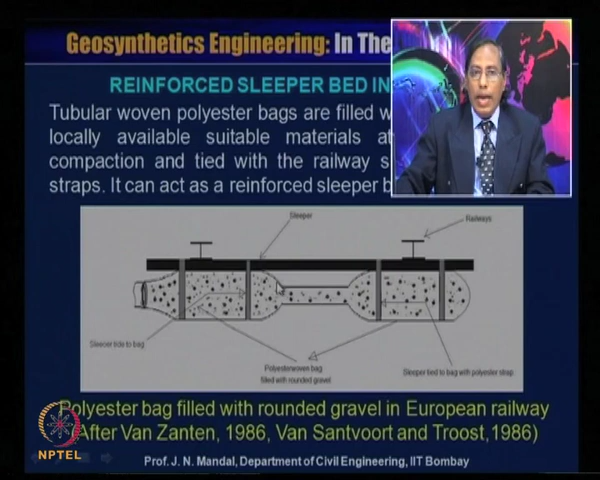 Geosynthetics Engineering: In The
REINFORCED SLEEPER BED IN
Tubular woven polyester bags are filled
locally available suitable materials
compaction and tied with the railway
straps. It can act as a reinforced sleeper
Sleeper
Railways
Sleeper tide to bag
Polyesterwoven bag
filled with rounded gravel
Sleeper tied to bag with polyester strap
Polyester bag filled with rounded gravel in European railway
(After Van Zanten, 1986, Van Santvoort and Troost,1986)
NPTEL
Prof. J. N. Mandal, Department of Civil Engineering, IIT Bombay